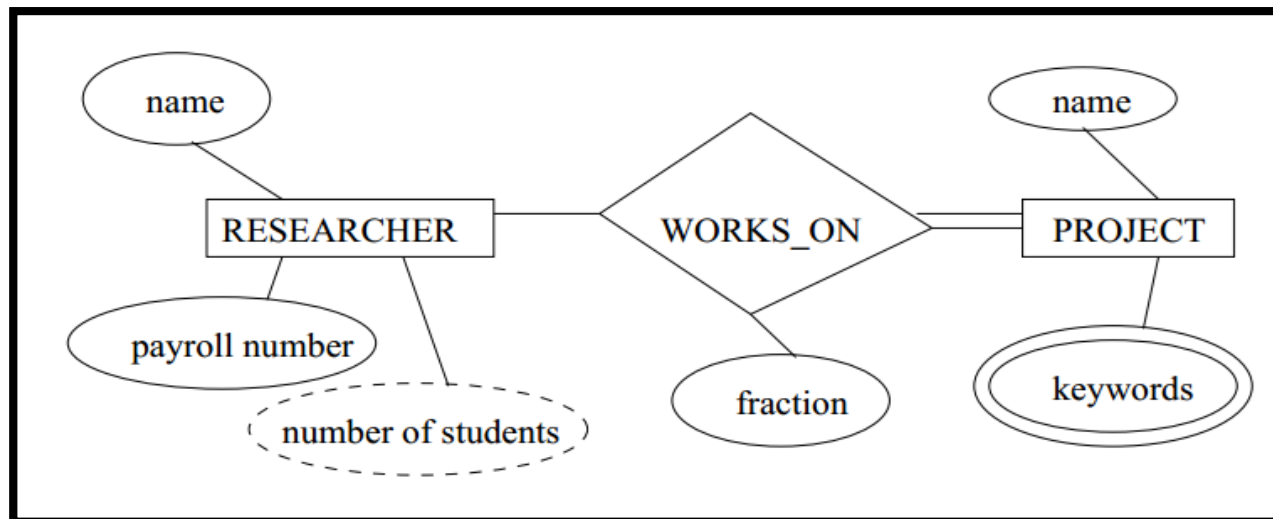 name
name
RESEARCHER
WORKS_ON
PROJECT
payroll number
keywords
fraction
number of students